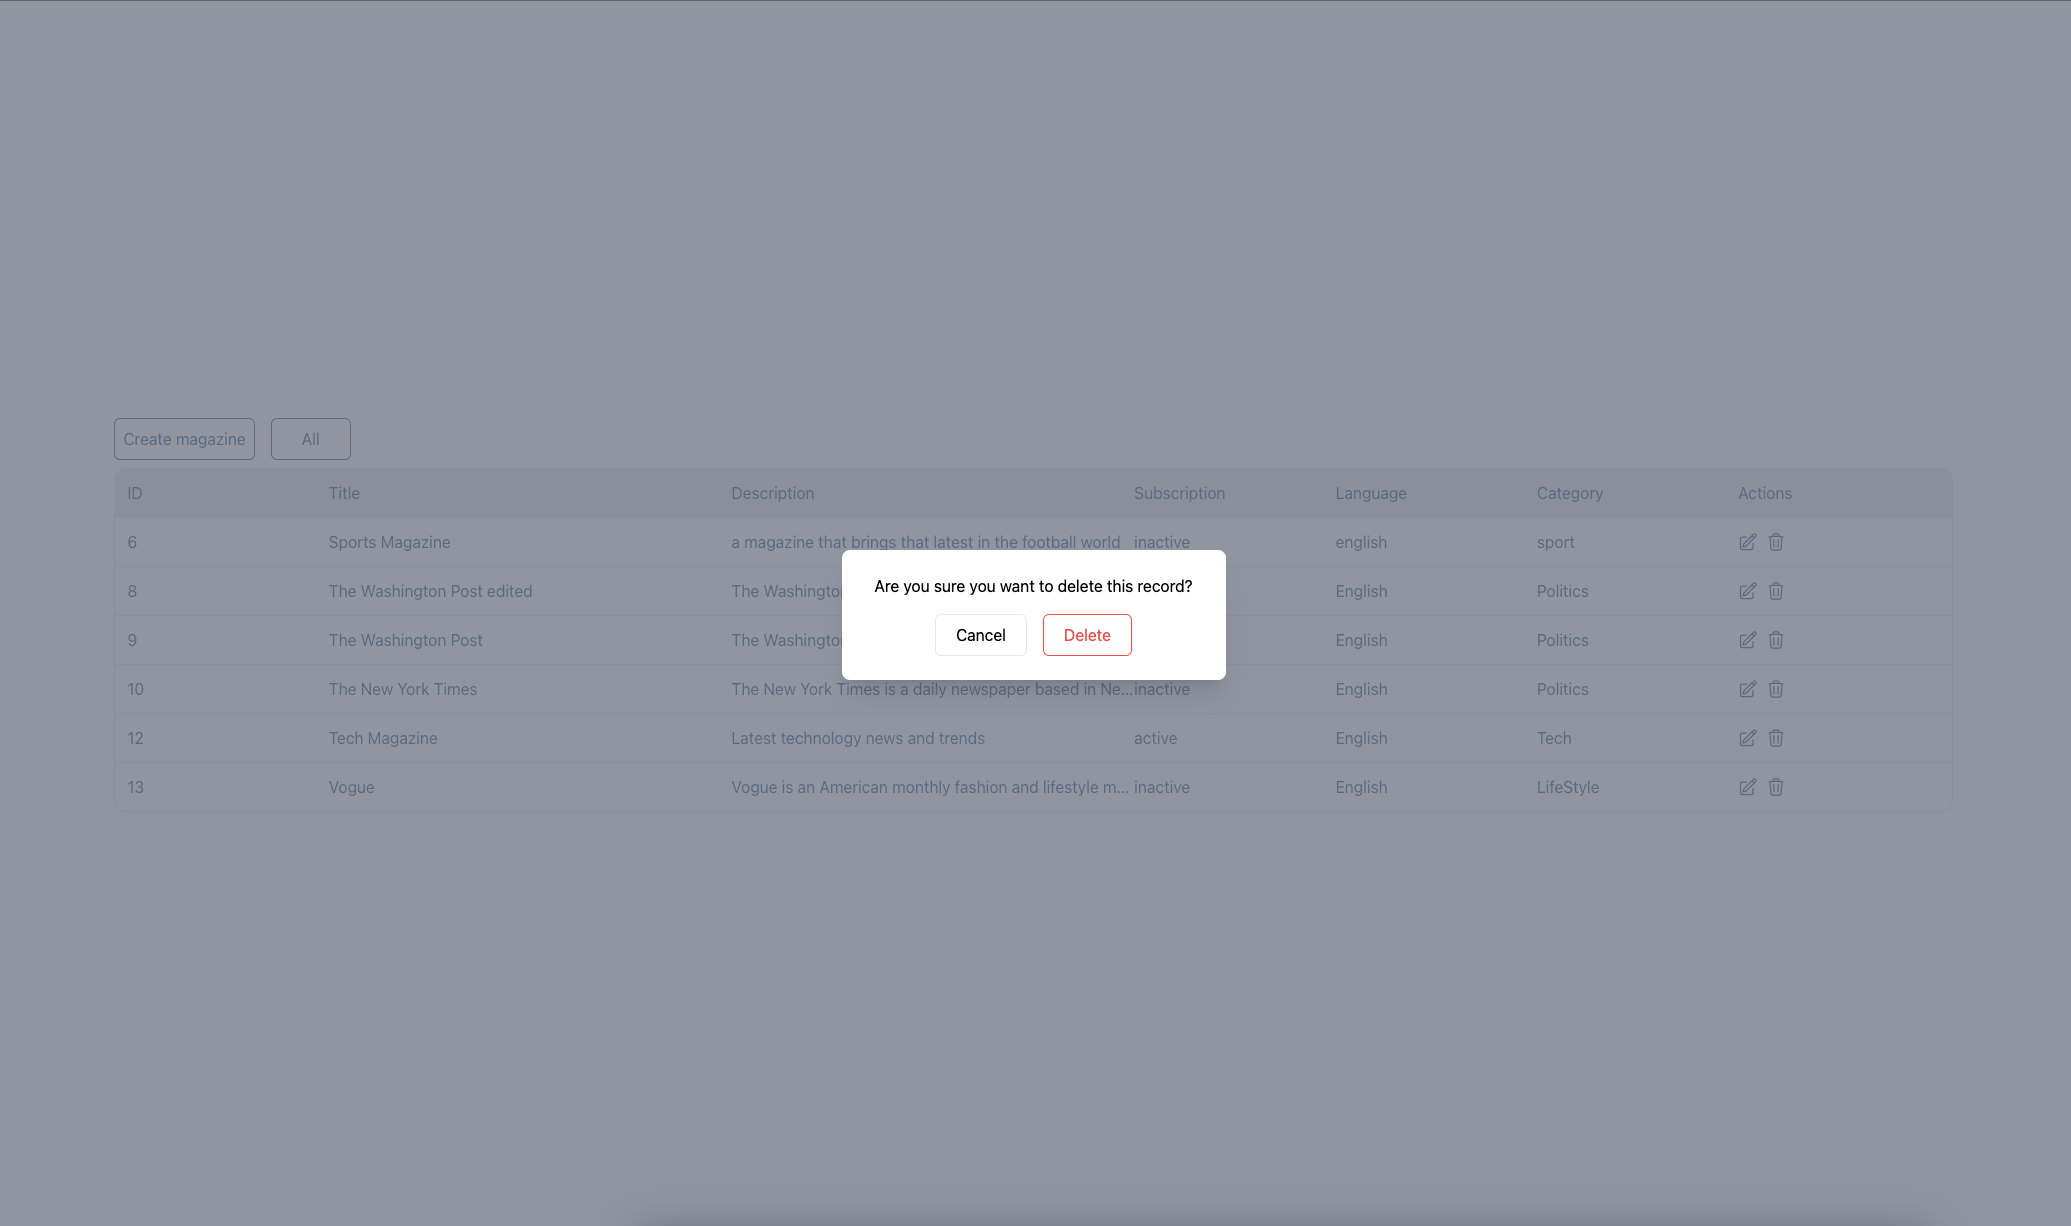 Create magazine All
ID Title Description Subscription Language Category Actions
6 Sports Magazine a magazine that brings that latest in the football world inactive english sport
Are you sure you want to delete this record?
8 The Washington Post edited The Washington English Politics
Cancel Delete
9 The Washington Post The Washington English Politics
10 The New York Times The New York Times is a daily newspaper based in Ne... inactive English Politics
12 Tech Magazine Latest technology news and trends active English Tech
13 Vogue Vogue is an American monthly fashion and lifestyle m... inactive English LifeStyle